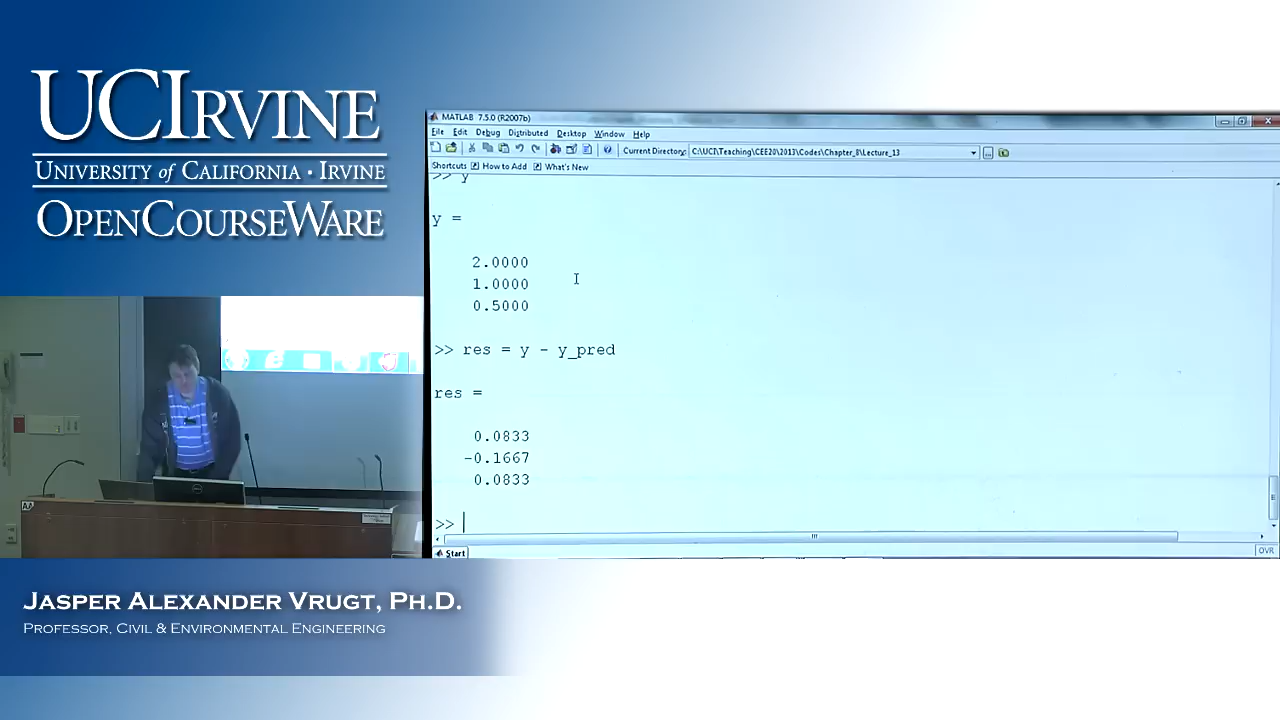 UCIRVINE
UNIVERSITY of CALIFORNIA · IRVINE
OPENCOURSEWARE
MATLAB 7.5.0 (R2007b)
File Edit Debug Distributed Desktop Window Help
Current Directory: C:\UCI\Teaching\CEE20\2013\Codes\Chapter_8\Lecture_13
Shortcuts How to Add What's New
>> y
y =
2.0000
1.0000
0.5000
>> res = y - y_pred
res =
0.0833
-0.1667
0.0833
>>
Start
OVR
JASPER ALEXANDER VRUGT, PH.D.
PROFESSOR, CIVIL & ENVIRONMENTAL ENGINEERING